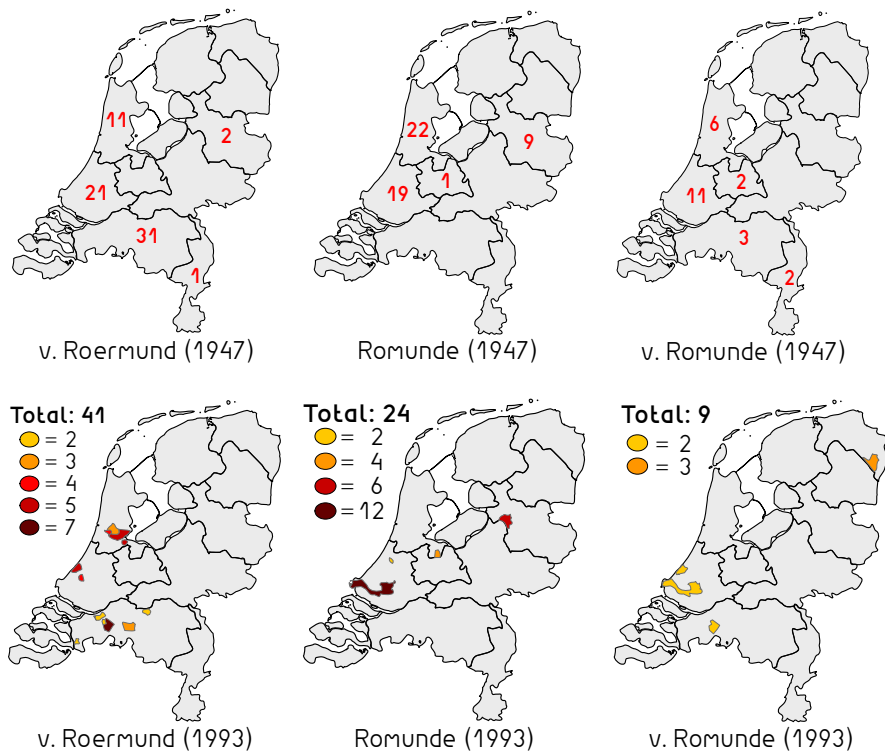 11
2
21
31
1
v. Roermund (1947)
22
9
1
19
Romunde (1947)
6
2
11
3
2
v. Romunde (1947)
Total: 41
= 2
= 3
= 4
= 5
= 7
v. Roermund (1993)
Total: 24
= 2
= 4
= 6
= 12
Romunde (1993)
Total: 9
= 2
= 3
v. Romunde (1993)